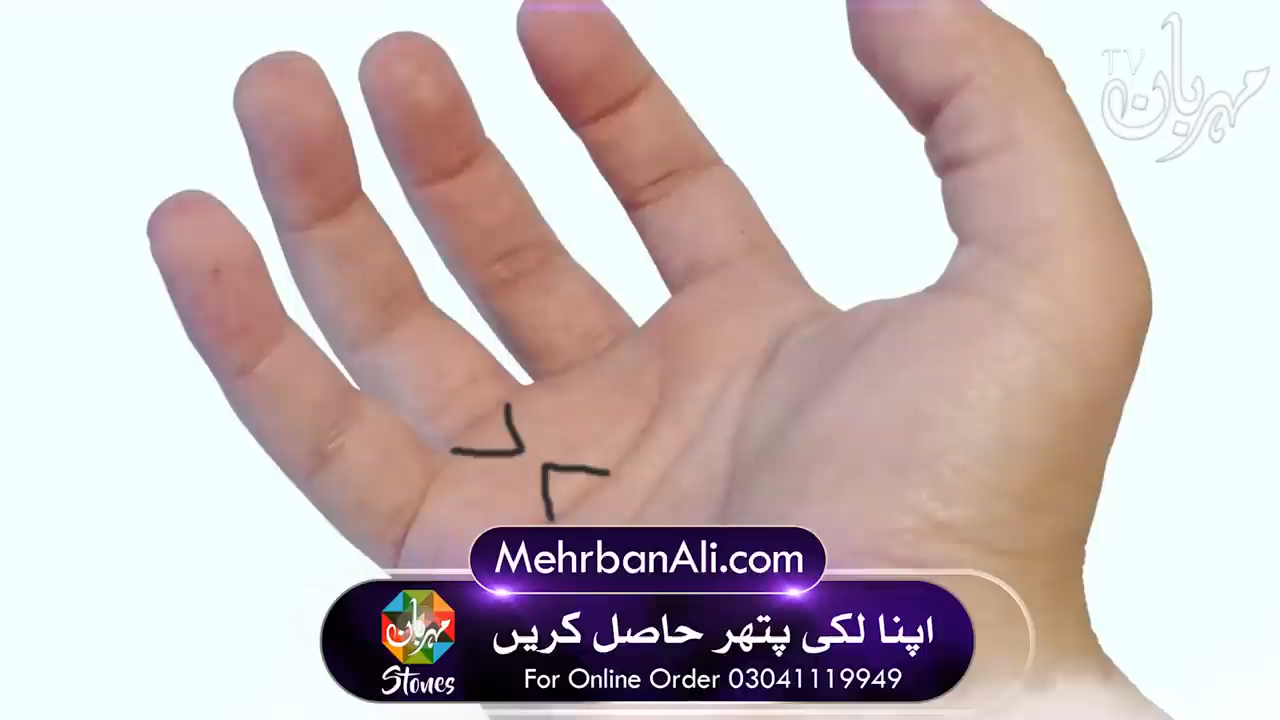 TV
مہربان
MehrbanAli.com
اپنا لکی پتھر حاصل کریں
مہربان
Stones
For Online Order 03041119949